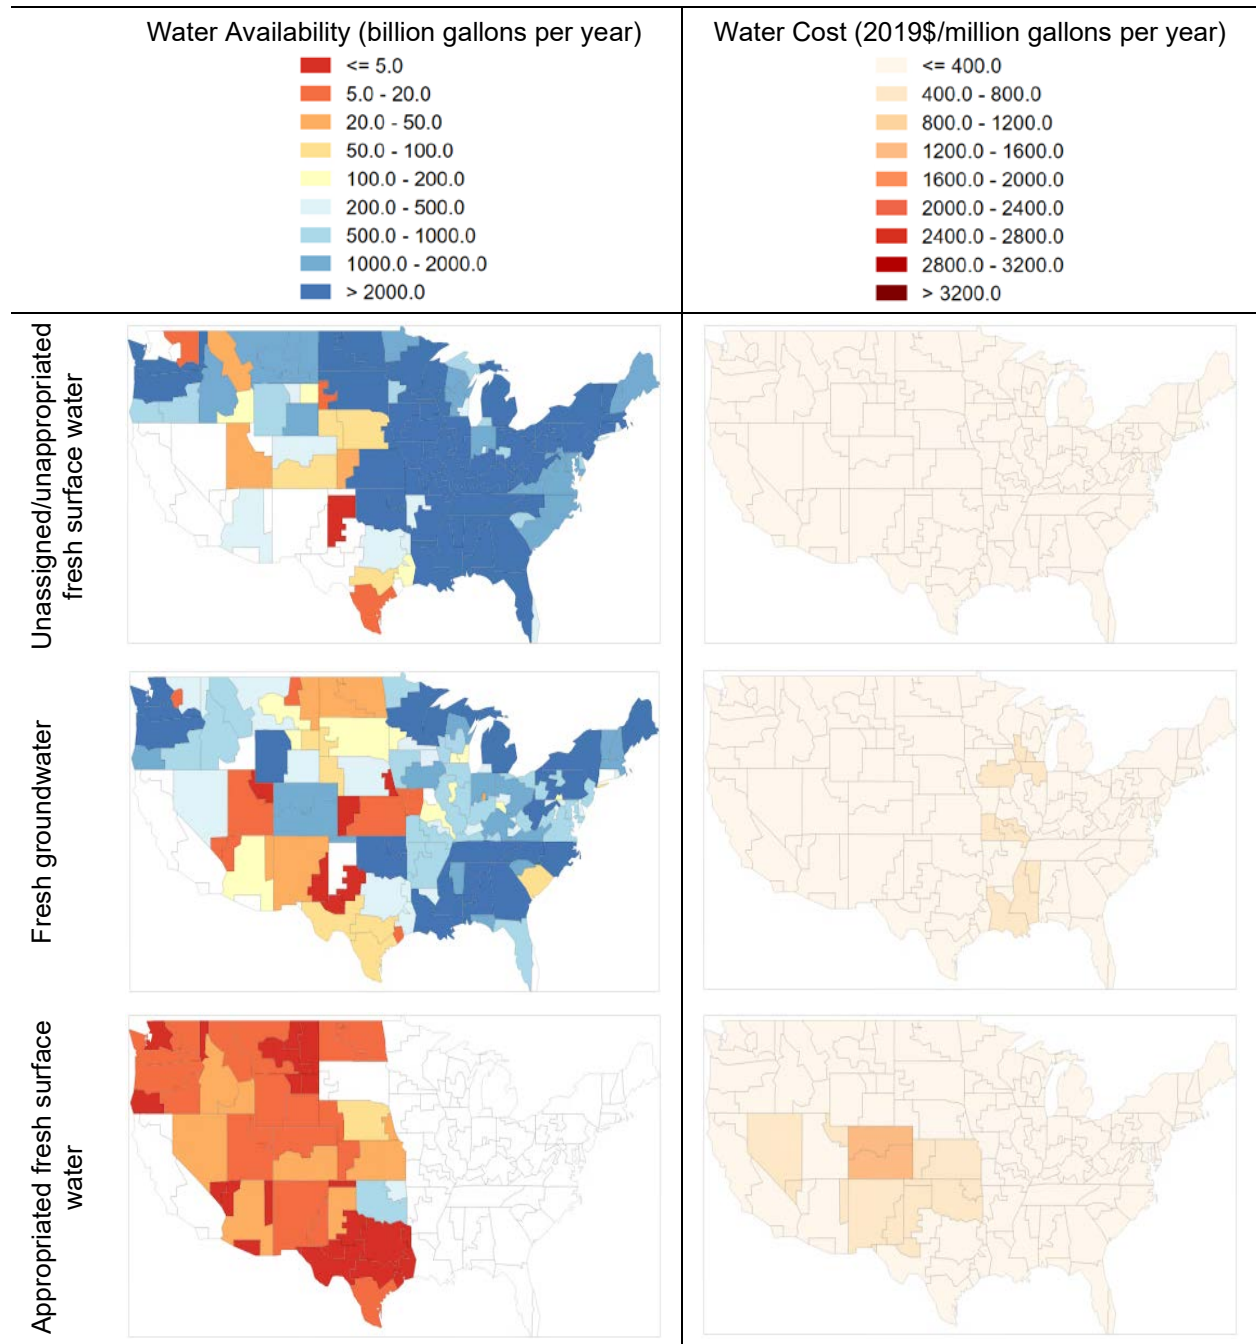 Water Availability (billion gallons per year)
<= 5.0
5.0 - 20.0
20.0 - 50.0
50.0 - 100.0
100.0 - 200.0
200.0 - 500.0
500.0 - 1000.0
1000.0 - 2000.0
> 2000.0
Water Cost (2019$/million gallons per year)
<= 400.0
400.0 - 800.0
800.0 - 1200.0
1200.0 - 1600.0
1600.0 - 2000.0
2000.0 - 2400.0
2400.0 - 2800.0
2800.0 - 3200.0
> 3200.0
Unassigned/unappropriated
fresh surface water
Fresh groundwater
Appropriated fresh surface
water